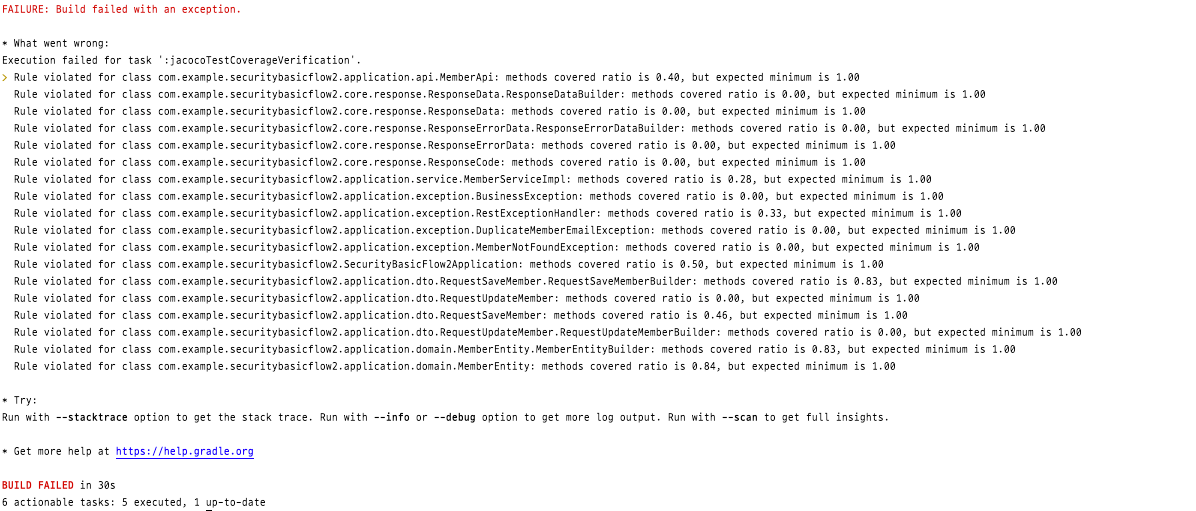 FAILURE: Build failed with an exception.
* What went wrong:
Execution failed for task ':jacocoTestCoverageVerification'.
> Rule violated for class com.example.securitybasicflow2.application.api.MemberApi: methods covered ratio is 0.40, but expected minimum is 1.00
Rule violated for class com.example.securitybasicflow2.core.response.ResponseData.ResponseDataBuilder: methods covered ratio is 0.00, but expected minimum is 1.00
Rule violated for class com.example.securitybasicflow2.core.response.ResponseData: methods covered ratio is 0.00, but expected minimum is 1.00
Rule violated for class com.example.securitybasicflow2.core.response.ResponseErrorData.ResponseErrorDataBuilder: methods covered ratio is 0.00, but expected minimum is 1.00
Rule violated for class com.example.securitybasicflow2.core.response.ResponseErrorData: methods covered ratio is 0.00, but expected minimum is 1.00
Rule violated for class com.example.securitybasicflow2.core.response.ResponseCode: methods covered ratio is 0.00, but expected minimum is 1.00
Rule violated for class com.example.securitybasicflow2.application.service.MemberServiceImpl: methods covered ratio is 0.28, but expected minimum is 1.00
Rule violated for class com.example.securitybasicflow2.application.exception.BusinessException: methods covered ratio is 0.00, but expected minimum is 1.00
Rule violated for class com.example.securitybasicflow2.application.exception.RestExceptionHandler: methods covered ratio is 0.33, but expected minimum is 1.00
Rule violated for class com.example.securitybasicflow2.application.exception.DuplicateMemberEmailException: methods covered ratio is 0.00, but expected minimum is 1.00
Rule violated for class com.example.securitybasicflow2.application.exception.MemberNotFoundException: methods covered ratio is 0.00, but expected minimum is 1.00
Rule violated for class com.example.securitybasicflow2.SecurityBasicFlow2Application: methods covered ratio is 0.50, but expected minimum is 1.00
Rule violated for class com.example.securitybasicflow2.application.dto.RequestSaveMember.RequestSaveMemberBuilder: methods covered ratio is 0.83, but expected minimum is 1.00
Rule violated for class com.example.securitybasicflow2.application.dto.RequestUpdateMember: methods covered ratio is 0.00, but expected minimum is 1.00
Rule violated for class com.example.securitybasicflow2.application.dto.RequestSaveMember: methods covered ratio is 0.46, but expected minimum is 1.00
Rule violated for class com.example.securitybasicflow2.application.dto.RequestUpdateMember.RequestUpdateMemberBuilder: methods covered ratio is 0.00, but expected minimum is 1.00
Rule violated for class com.example.securitybasicflow2.application.domain.MemberEntity.MemberEntityBuilder: methods covered ratio is 0.83, but expected minimum is 1.00
Rule violated for class com.example.securitybasicflow2.application.domain.MemberEntity: methods covered ratio is 0.84, but expected minimum is 1.00
* Try:
Run with --stacktrace option to get the stack trace. Run with --info or --debug option to get more log output. Run with --scan to get full insights.
* Get more help at https://help.gradle.org
BUILD FAILED in 30s
6 actionable tasks: 5 executed, 1 up-to-date